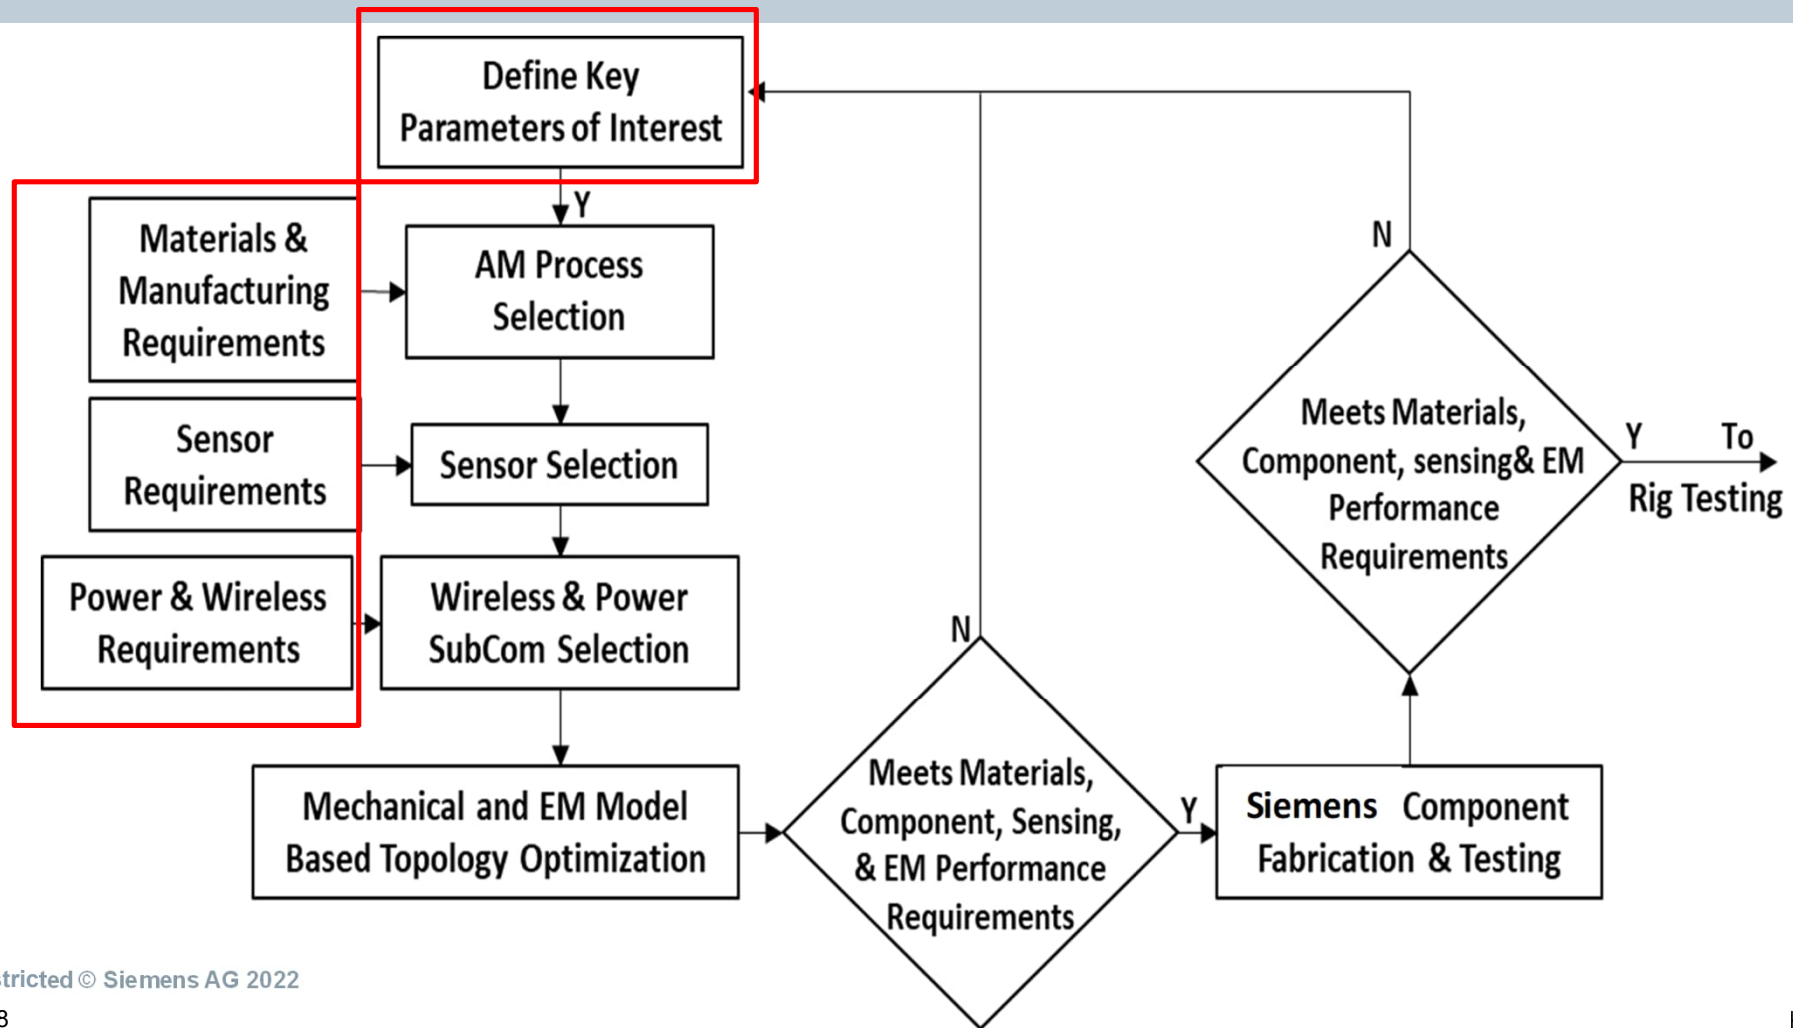 Define Key
Parameters of Interest
Y
Materials &
Manufacturing
Requirements
AM Process
Selection
Sensor
Requirements
Sensor Selection
Power & Wireless
Requirements
Wireless & Power
SubCom Selection
Mechanical and EM Model
Based Topology Optimization
N
Meets Materials,
Component, Sensing,
& EM Performance
Requirements
Y
Siemens Component
Fabrication & Testing
N
Meets Materials,
Component, sensing& EM
Performance
Requirements
Y To
Rig Testing
stricted © Siemens AG 2022
8